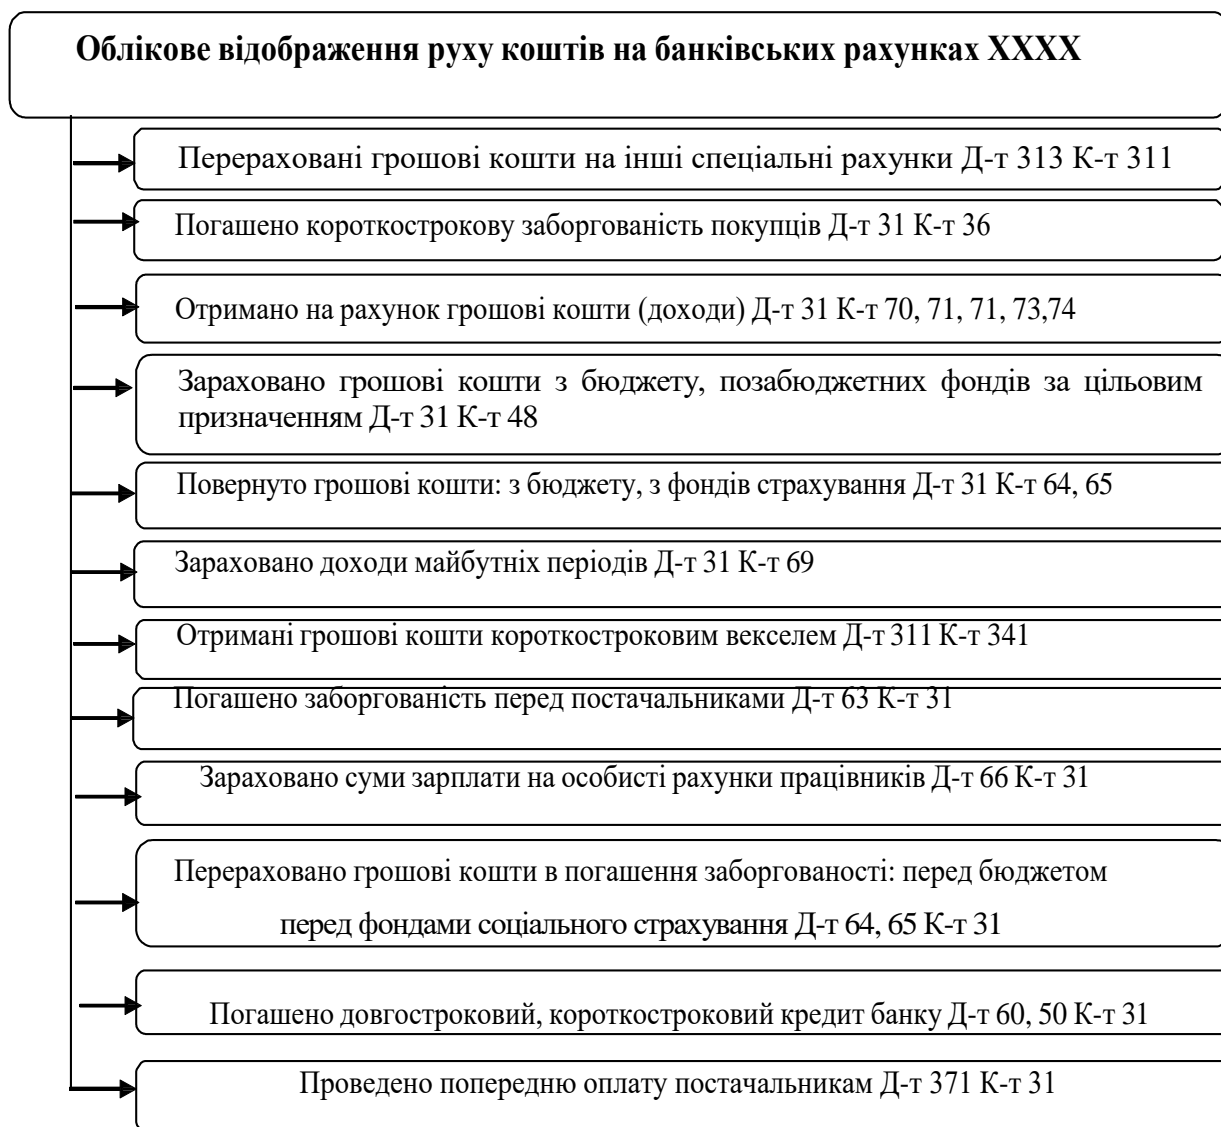 Облікове відображення руху коштів на банківських рахунках ХХХХ
Перераховані грошові кошти на інші спеціальні рахунки Д-т 313 К-т 311
Погашено короткострокову заборгованість покупців Д-т 31 К-т 36
Отримано на рахунок грошові кошти (доходи) Д-т 31 К-т 70, 71, 71, 73,74
Зараховано грошові кошти з бюджету, позабюджетних фондів за цільовим
призначенням Д-т 31 К-т 48
Повернуто грошові кошти: з бюджету, з фондів страхування Д-т 31 К-т 64, 65
Зараховано доходи майбутніх періодів Д-т 31 К-т 69
Отримані грошові кошти короткостроковим векселем Д-т 311 К-т 341
Погашено заборгованість перед постачальниками Д-т 63 К-т 31
Зараховано суми зарплати на особисті рахунки працівників Д-т 66 К-т 31
Перераховано грошові кошти в погашення заборгованості: перед бюджетом
перед фондами соціального страхування Д-т 64, 65 К-т 31
Погашено довгостроковий, короткостроковий кредит банку Д-т 60, 50 К-т 31
Проведено попередню оплату постачальникам Д-т 371 К-т 31